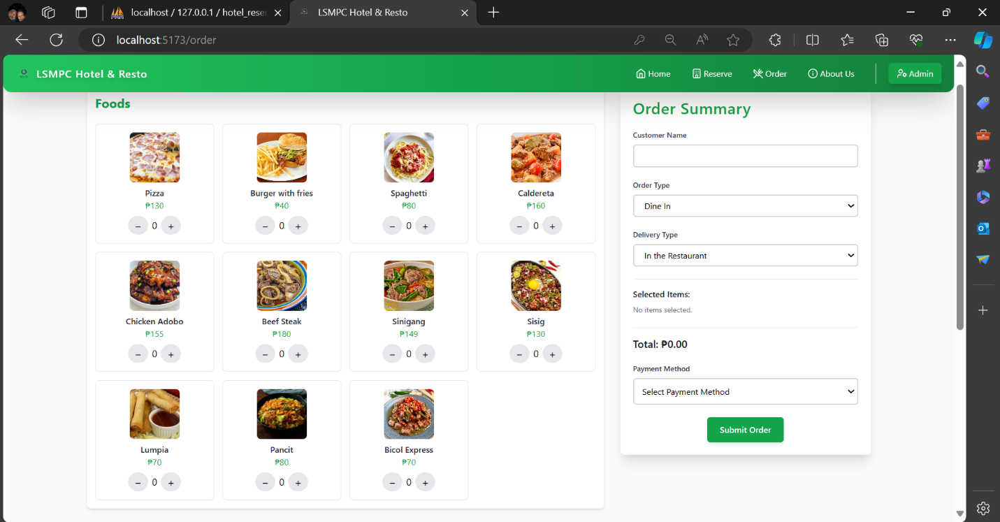 localhost / 127.0.0.1 / hotel_reser
LSMPC Hotel & Resto
localhost:5173/order
LSMPC Hotel & Resto
Home
Reserve
Order
About Us
Admin
Foods
Pizza
₱130
– 0 +
Burger with fries
₱40
– 0 +
Spaghetti
₱80
– 0 +
Caldereta
₱160
– 0 +
Chicken Adobo
₱155
– 0 +
Beef Steak
₱180
– 0 +
Sinigang
₱149
– 0 +
Sisig
₱130
– 0 +
Lumpia
₱70
– 0 +
Pancit
₱80
– 0 +
Bicol Express
₱70
– 0 +
Order Summary
Customer Name
Order Type
Dine In
Delivery Type
In the Restaurant
Selected Items:
No items selected.
Total: ₱0.00
Payment Method
Select Payment Method
Submit Order